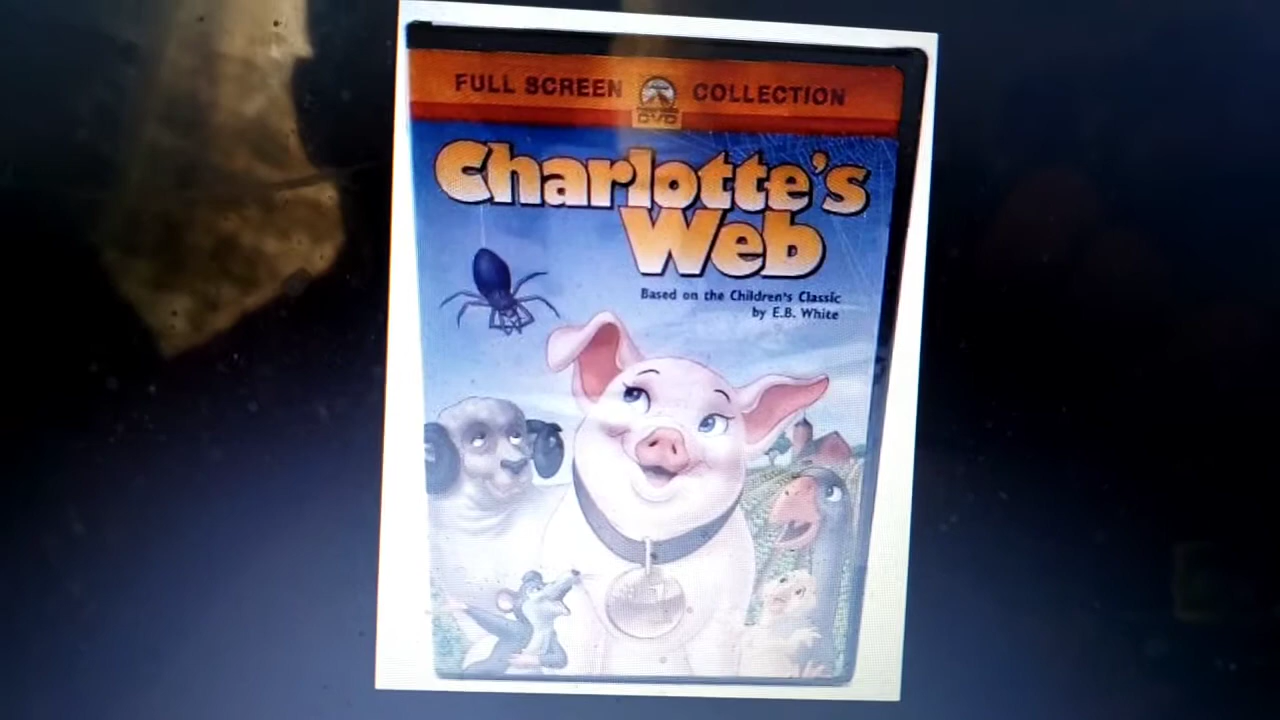 FULL SCREEN DVD COLLECTION
Charlotte's
Web
Based on the Children's Classic
by E.B. White